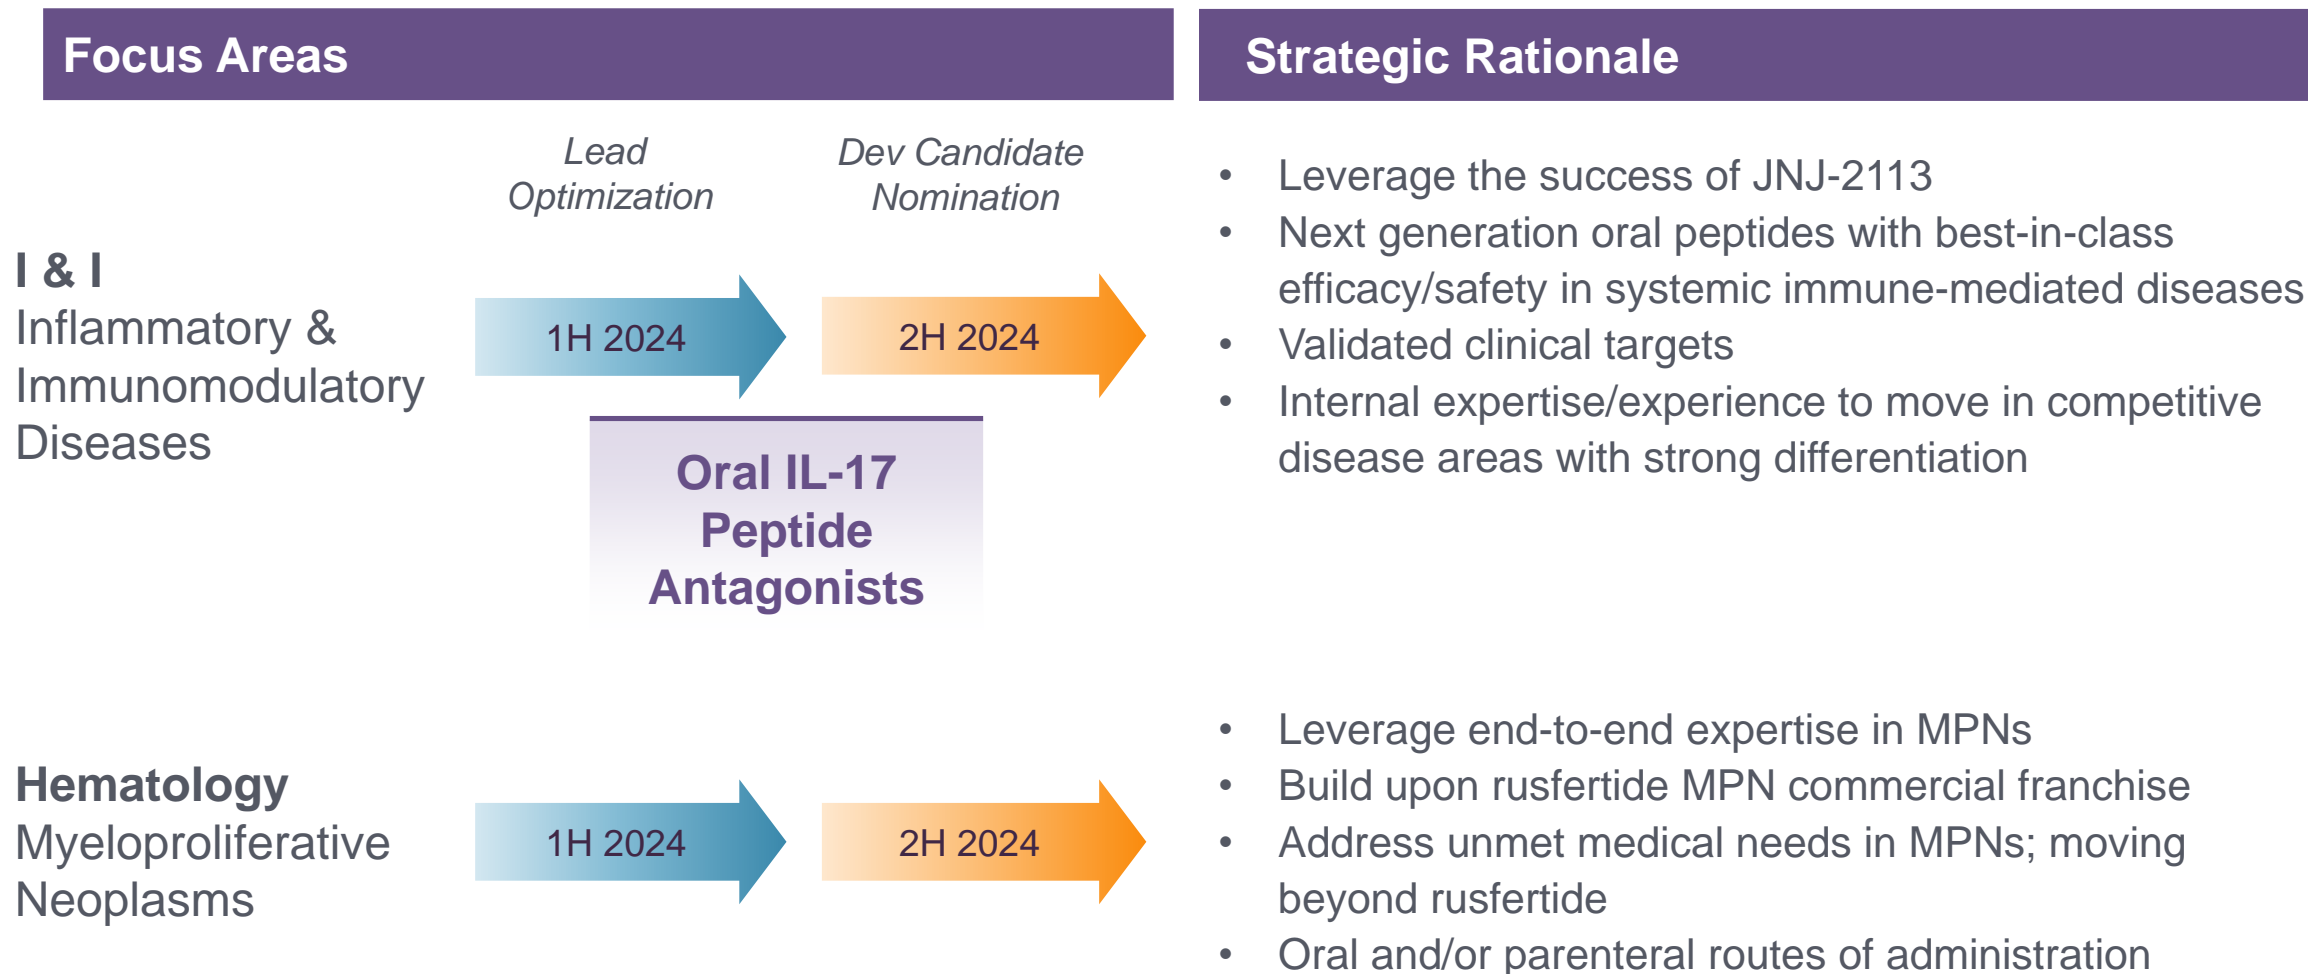 Focus Areas
Strategic Rationale
Lead
Optimization
Dev Candidate
Nomination
I & I
Inflammatory &
Immunomodulatory
Diseases
1H 2024
2H 2024
Oral IL-17
Peptide
Antagonists
• Leverage the success of JNJ-2113
• Next generation oral peptides with best-in-class
efficacy/safety in systemic immune-mediated diseases
• Validated clinical targets
• Internal expertise/experience to move in competitive
disease areas with strong differentiation
Hematology
Myeloproliferative
Neoplasms
1H 2024
2H 2024
• Leverage end-to-end expertise in MPNs
• Build upon rusfertide MPN commercial franchise
• Address unmet medical needs in MPNs; moving
beyond rusfertide
• Oral and/or parenteral routes of administration